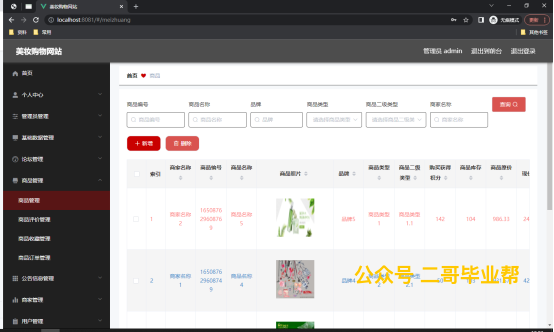 美妆购物网站
localhost:8081/#/meizhuang
无痕模式
更新
资料
常用
其他书签
美妆购物网站
管理员 admin
退出到前台
退出登录
首页
个人中心
管理员管理
基础数据管理
论坛管理
商品管理
商品管理
商品评价管理
商品收藏管理
商品订单管理
公告信息管理
商家管理
用户管理
首页
商品
商品编号
商品名称
品牌
商品类型
商品二级类型
商家名称
商品编号
商品名称
品牌
请选择商品类型
请选择商品二级
商家名称
查询
+ 新增
删除
索引
商家名称
商品编号
商品名称
商品照片
品牌
商品类型
商品二级类型
购买获得积分
商品库存
商品原价
1
商家名称2
商品名称5
品牌5
商品类型1
商品类型1.1
142
104
966.33
24
2
商家名称1
商品名称4
品牌4
42
公众号:二哥毕业帮